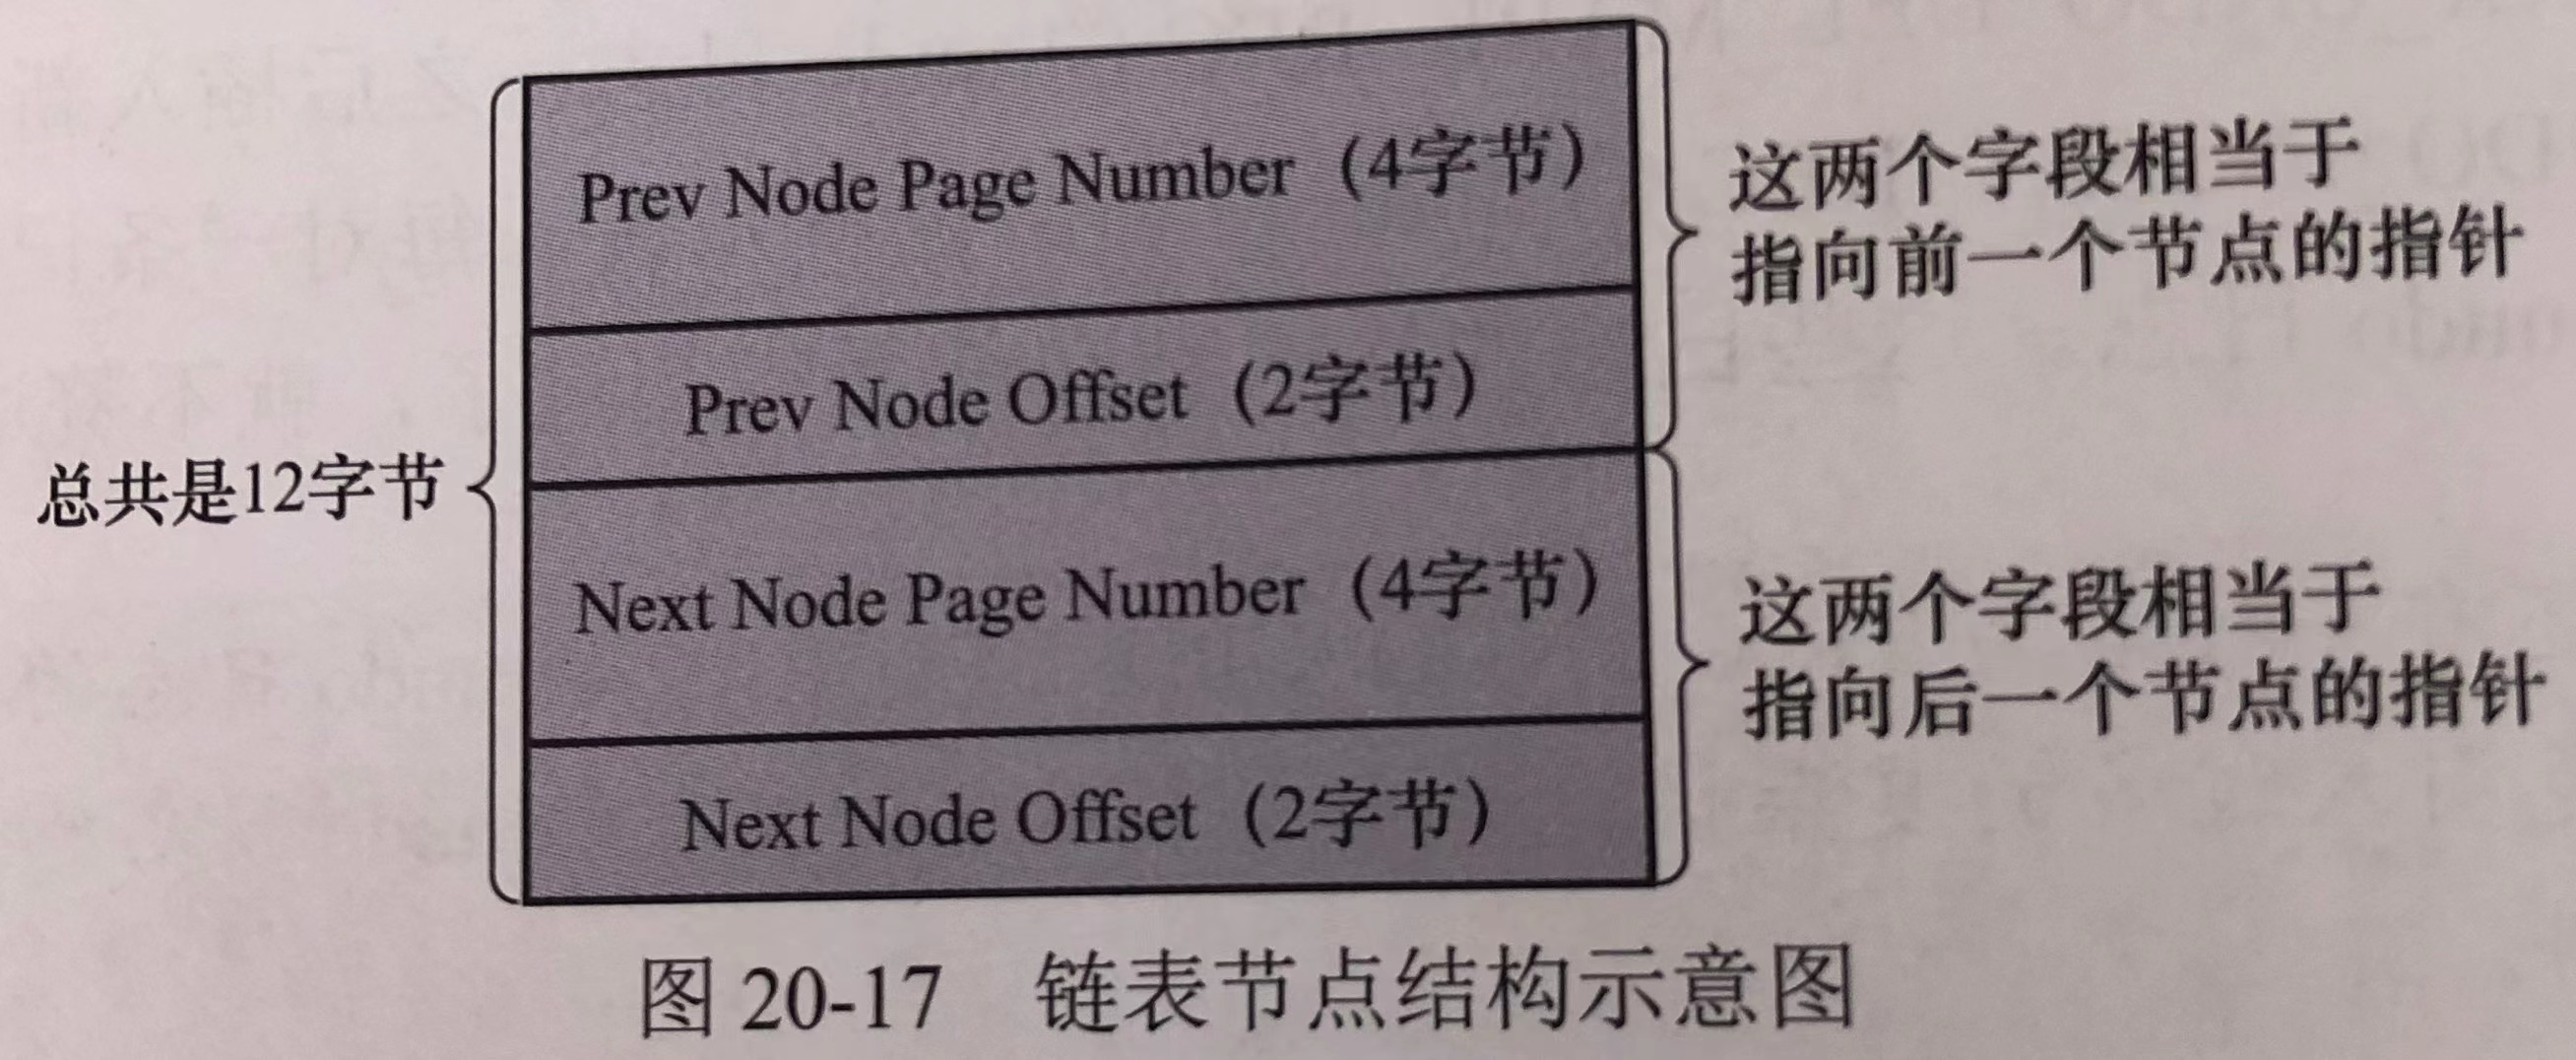 Prev Node Page Number（4字节）
这两个字段相当于
指向前一个节点的指针
Prev Node Offset（2字节）
总共是12字节
Next Node Page Number（4字节）
这两个字段相当于
指向后一个节点的指针
Next Node Offset（2字节）
图 20-17 链表节点结构示意图